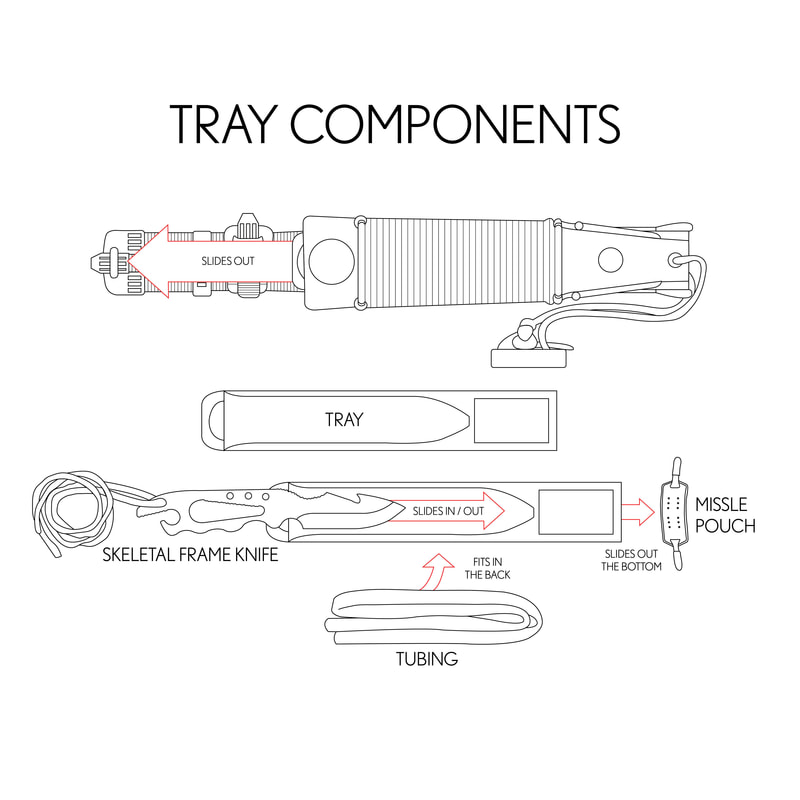 TRAY COMPONENTS
SLIDES OUT
TRAY
SLIDES IN / OUT
MISSLE
POUCH
SKELETAL FRAME KNIFE
SLIDES OUT
THE BOTTOM
FITS IN
THE BACK
TUBING